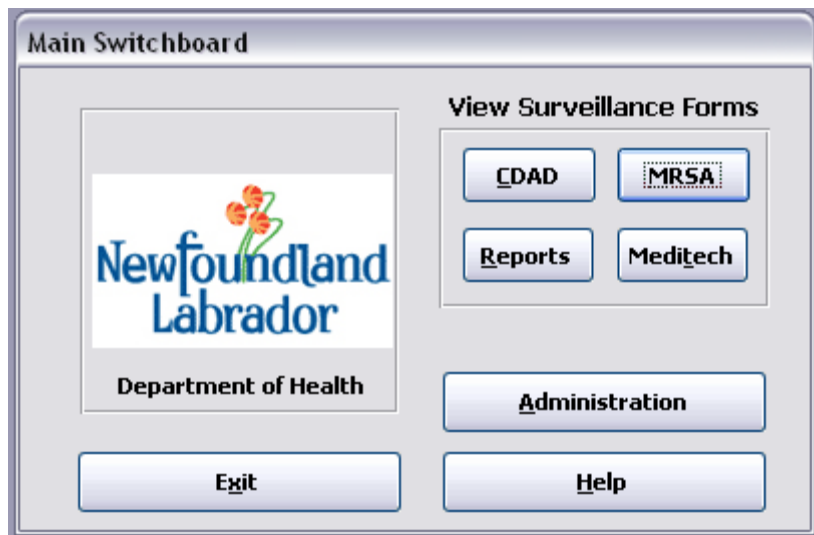 Main Switchboard
View Surveillance Forms
CDAD
MRSA
Reports
Meditech
Newfoundland
Labrador
Department of Health
Administration
Exit
Help